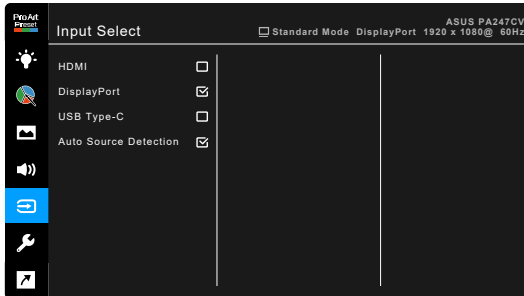 ProArt
Preset
Input Select
ASUS PA247CV
Standard Mode DisplayPort 1920 x 1080@ 60Hz
HDMI
DisplayPort
USB Type-C
Auto Source Detection